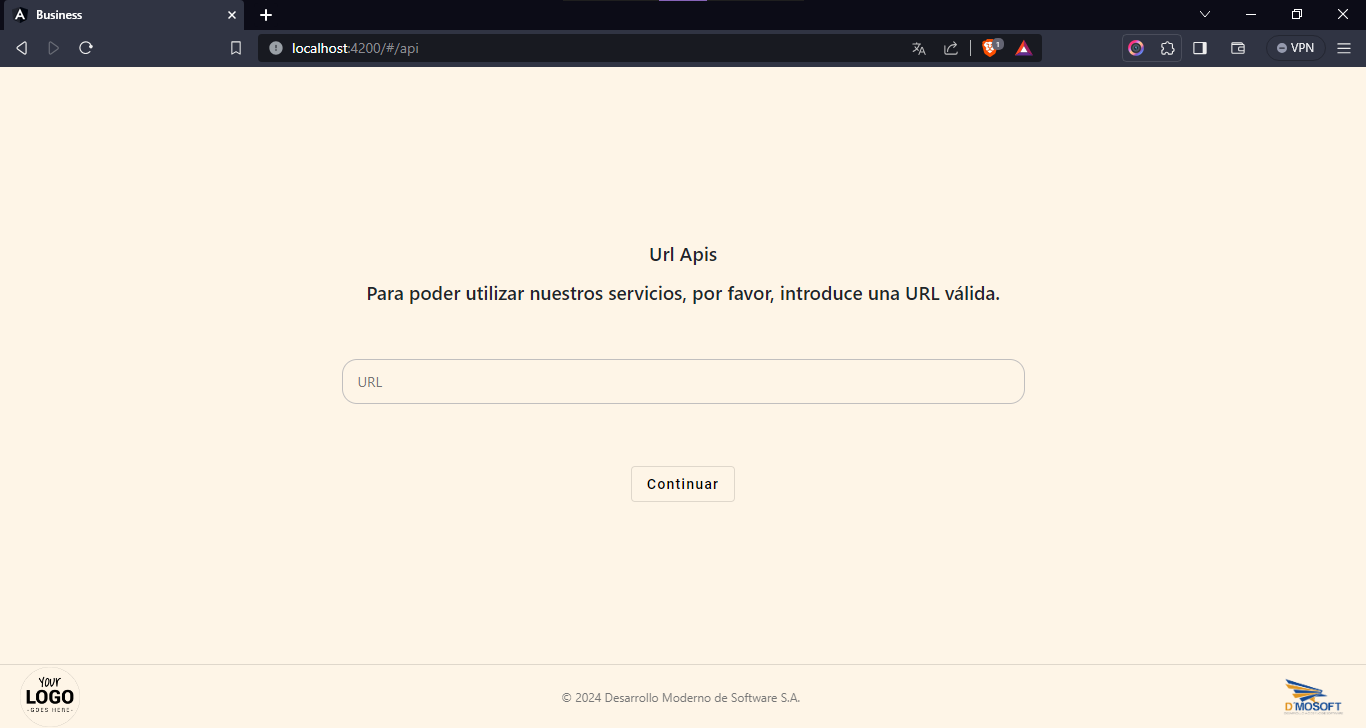 Business
localhost:4200/#/api
1
VPN
Url Apis
Para poder utilizar nuestros servicios, por favor, introduce una URL válida.
URL
Continuar
YOUR
LOGO
-GOES HERE-
© 2024 Desarrollo Moderno de Software S.A.
D'MOSOFT